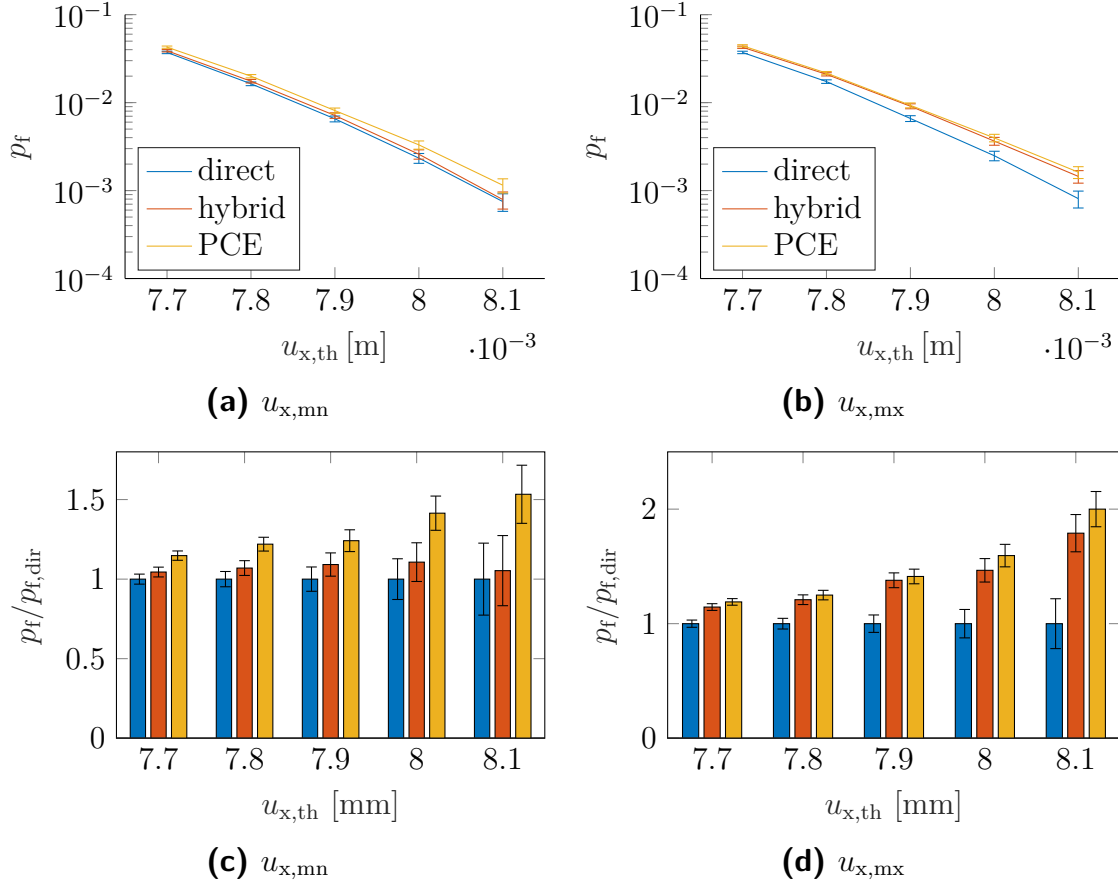 10⁻¹
10⁻²
10⁻³
10⁻⁴
p_f
direct
hybrid
PCE
7.7 7.8 7.9 8 8.1
u_x,th [m] ·10⁻³
(a) u_x,mn
10⁻¹
10⁻²
10⁻³
10⁻⁴
p_f
direct
hybrid
PCE
7.7 7.8 7.9 8 8.1
u_x,th [m] ·10⁻³
(b) u_x,mx
1.5
1
0.5
0
p_f/p_f,dir
7.7 7.8 7.9 8 8.1
u_x,th [mm]
(c) u_x,mn
2
1
0
p_f/p_f,dir
7.7 7.8 7.9 8 8.1
u_x,th [mm]
(d) u_x,mx